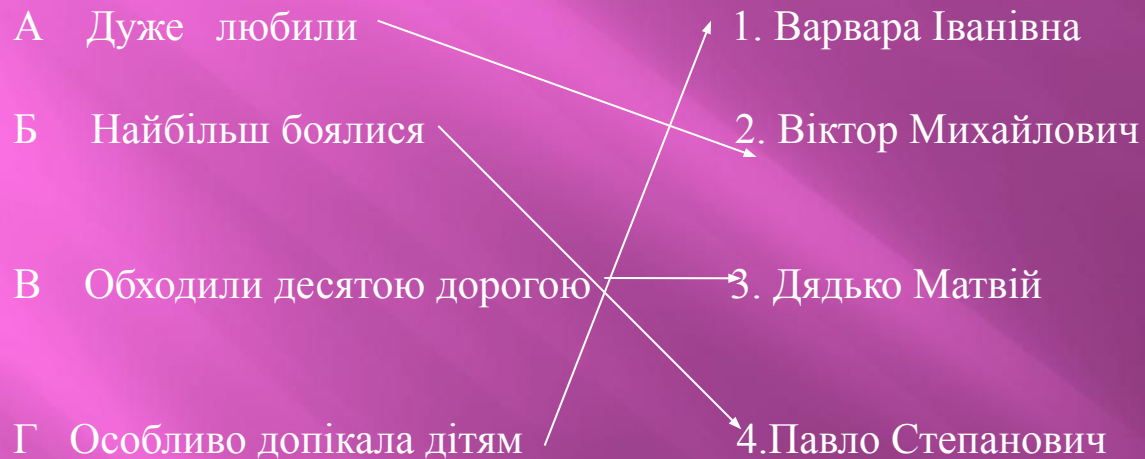 А Дуже любили 1. Варвара Іванівна
Б Найбільш боялися 2. Віктор Михайлович
В Обходили десятою дорогою 3. Дядько Матвій
Г Особливо допікала дітям 4.Павло Степанович